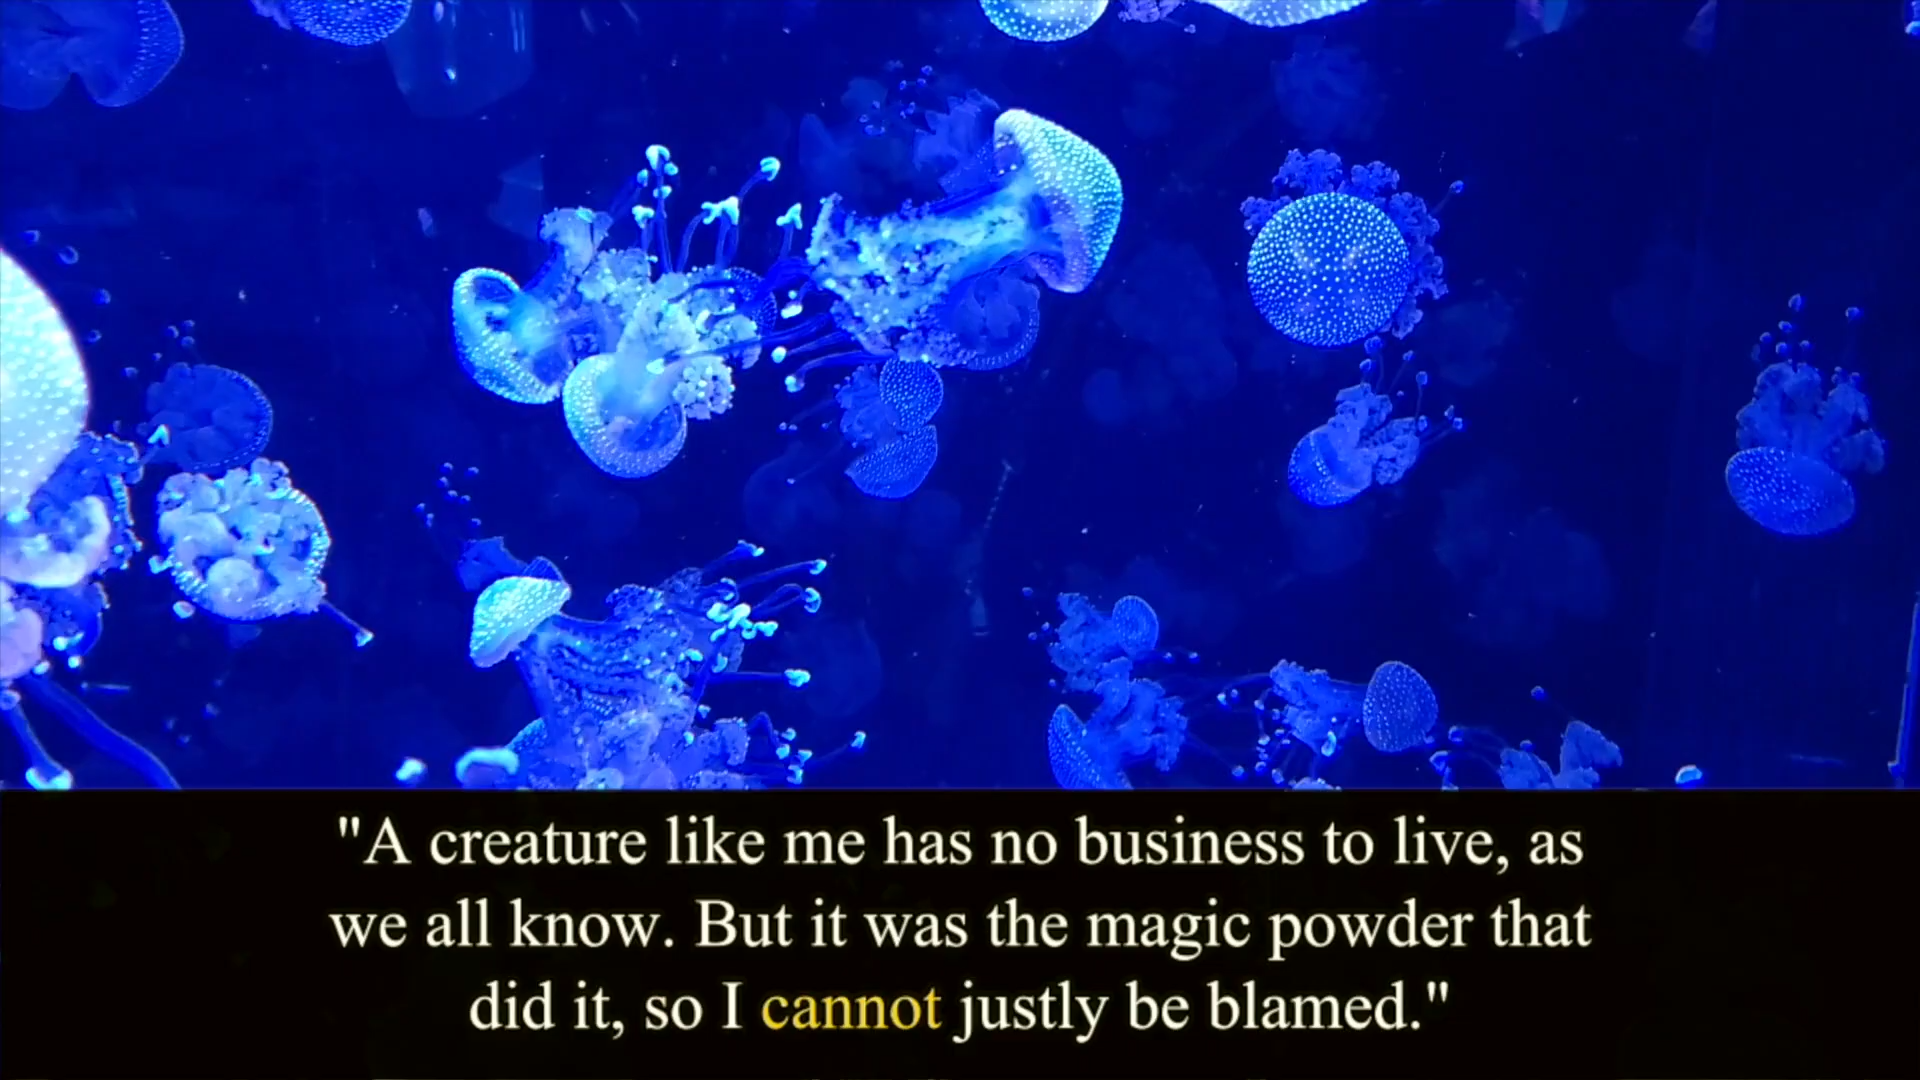 "A creature like me has no business to live, as
we all know. But it was the magic powder that
did it, so I cannot justly be blamed."